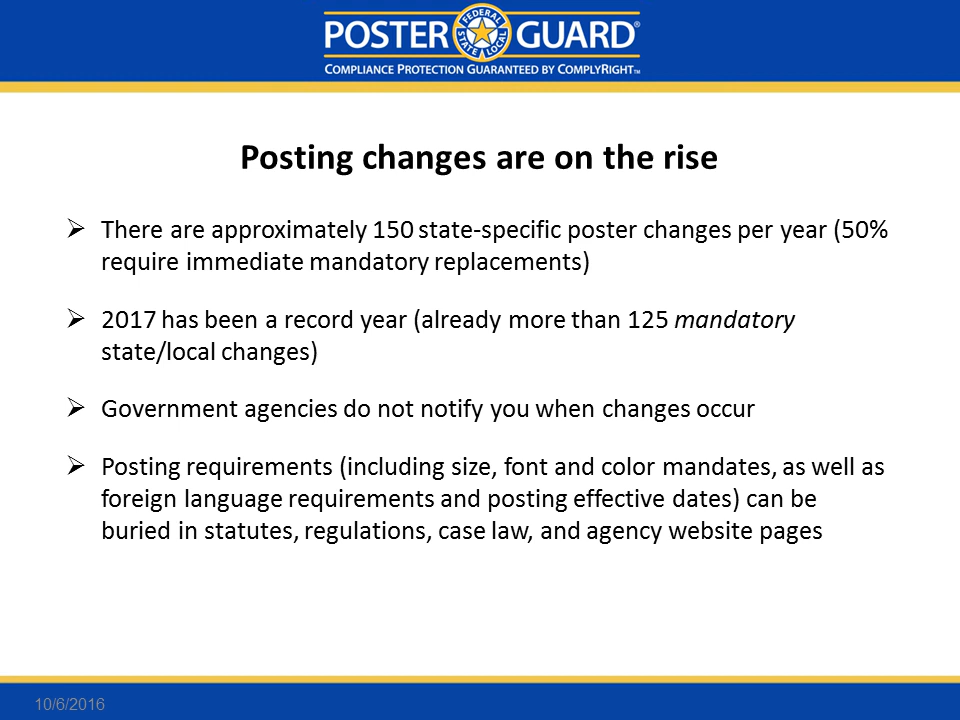 POSTER GUARD®
FEDERAL STATE LOCAL
COMPLIANCE PROTECTION GUARANTEED BY COMPLYRIGHT™
Posting changes are on the rise
➢ There are approximately 150 state-specific poster changes per year (50%
require immediate mandatory replacements)
➢ 2017 has been a record year (already more than 125 mandatory
state/local changes)
➢ Government agencies do not notify you when changes occur
➢ Posting requirements (including size, font and color mandates, as well as
foreign language requirements and posting effective dates) can be
buried in statutes, regulations, case law, and agency website pages
10/6/2016